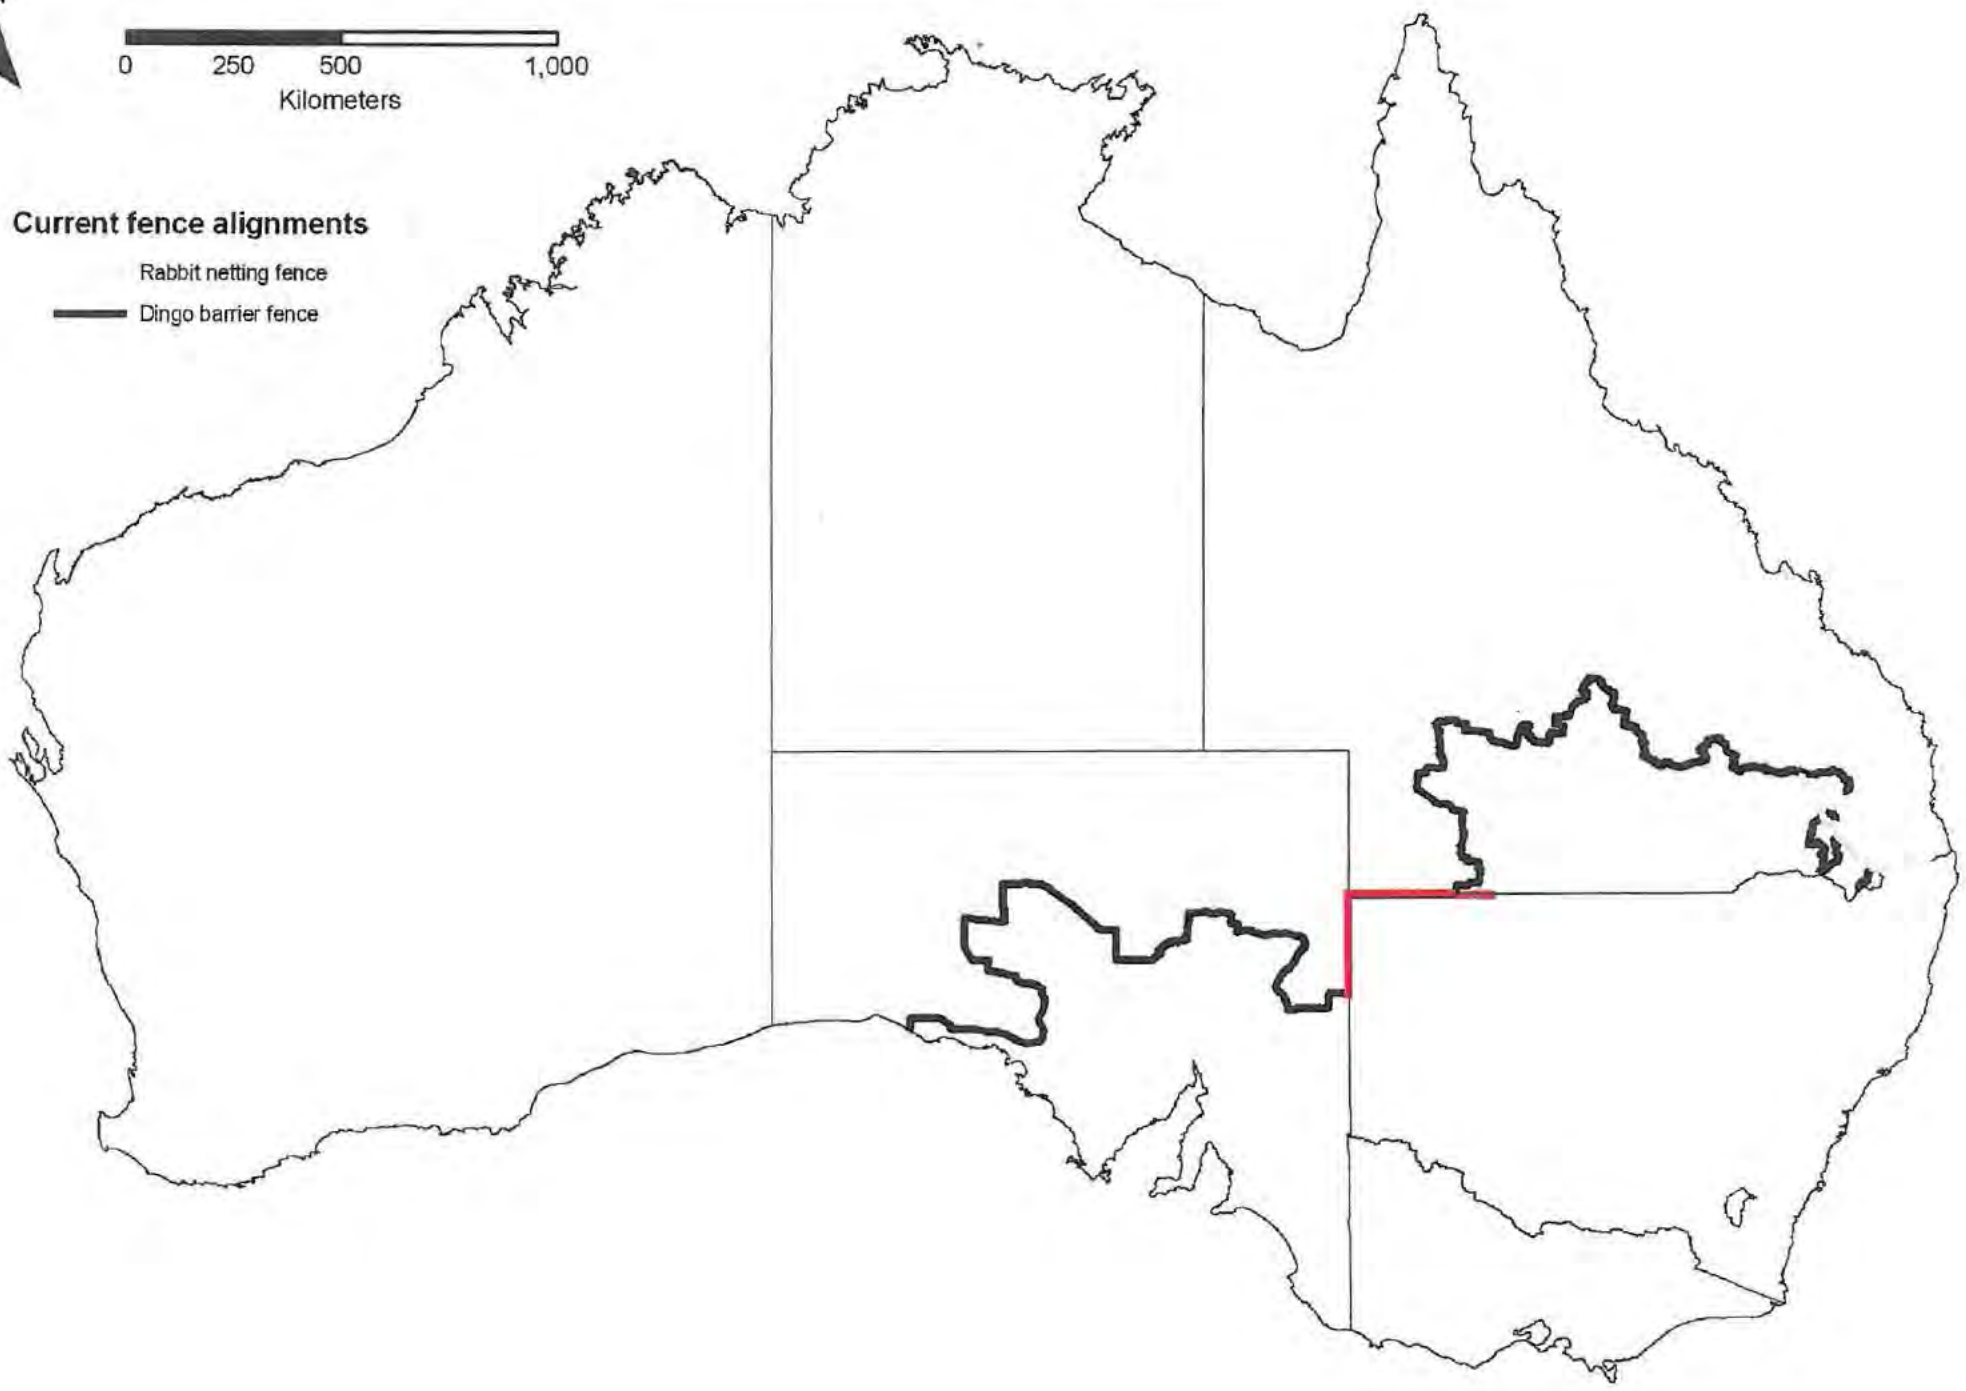 0 250 500 1,000
Kilometers
Current fence alignments
Rabbit netting fence
Dingo barrier fence